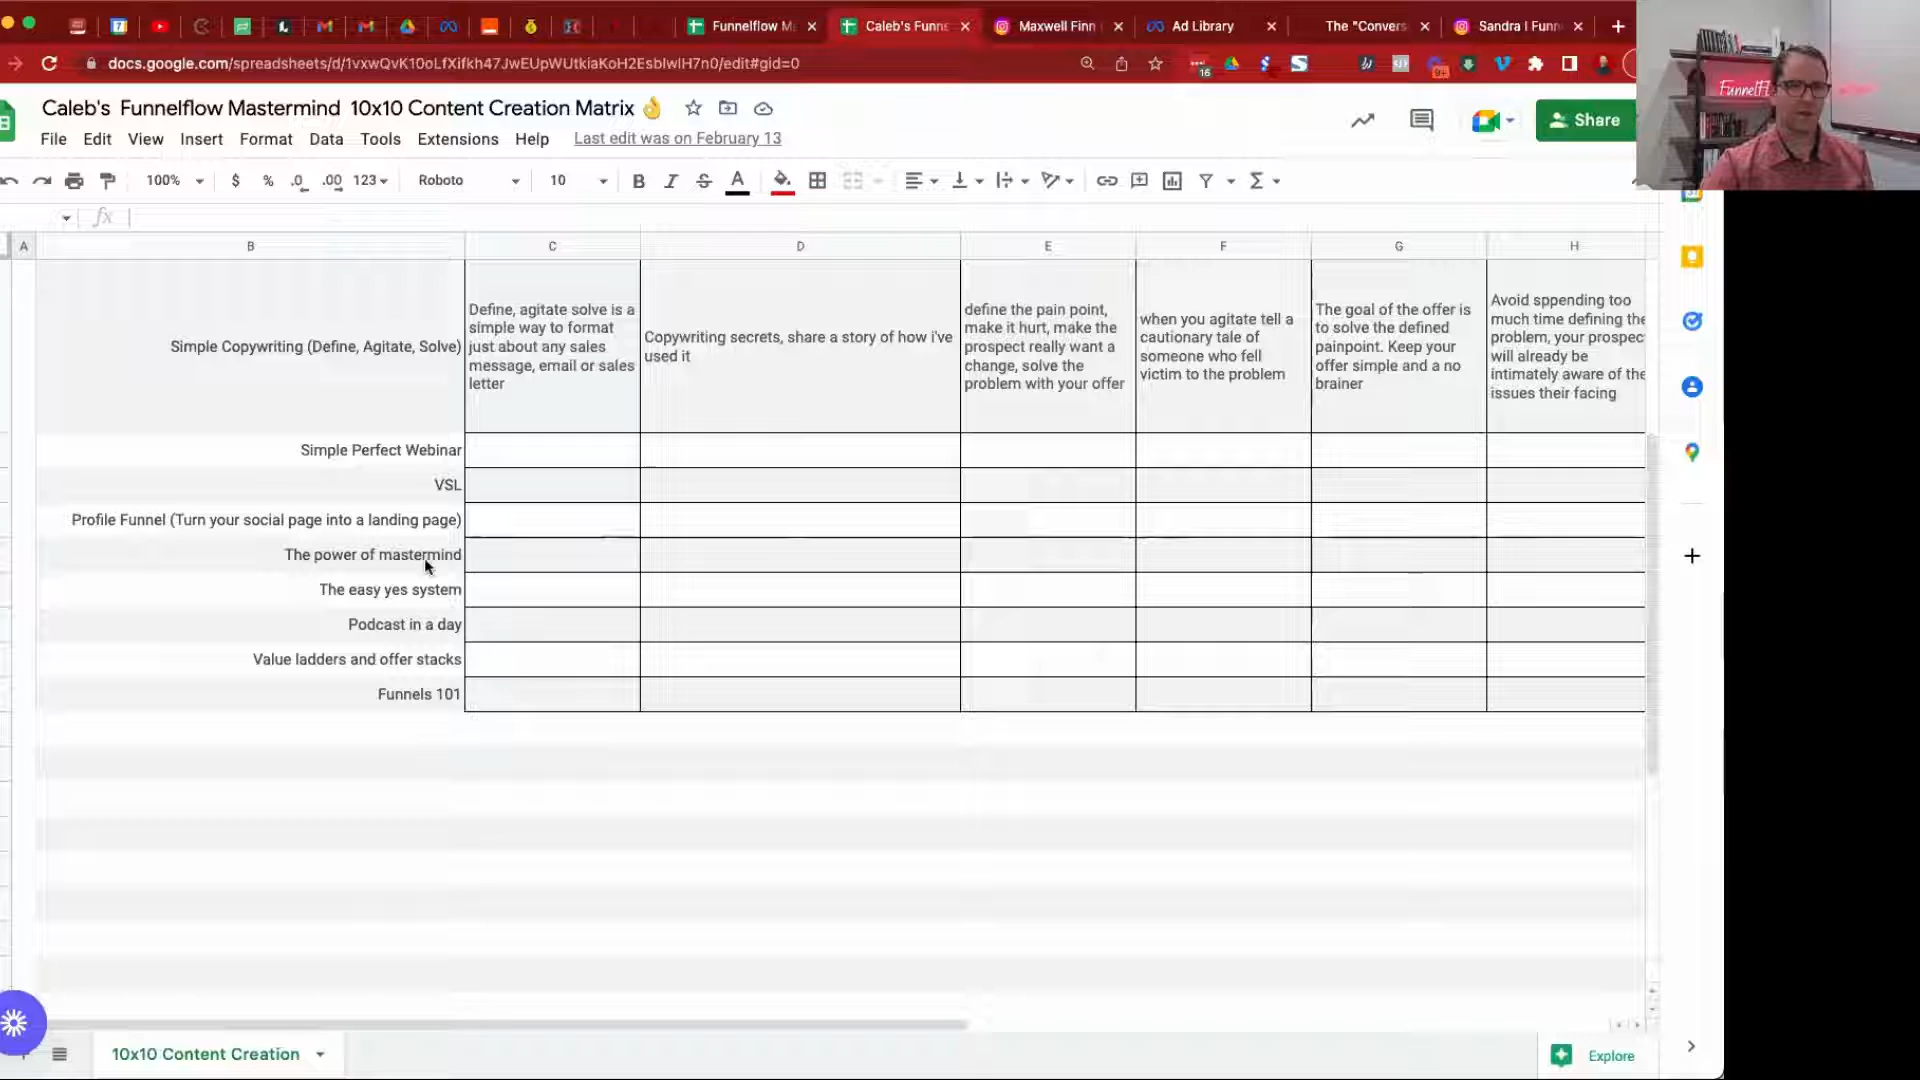 Funnelflow M
Caleb's Funne
Maxwell Finn
Ad Library
The "Convers
Sandra I Funn
docs.google.com/spreadsheets/d/1vxwQvK10oLfXifkh47JwEUpWUtkiaKoH2EsblwIH7n0/edit#gid=0
16
9+
FunnelFl
Caleb's Funnelflow Mastermind 10x10 Content Creation Matrix 👌
File Edit View Insert Format Data Tools Extensions Help Last edit was on February 13
Share
100% $ % .0 .00 123 Roboto 10 B I S A
fx
A B C D E F G H
Simple Copywriting (Define, Agitate, Solve)
Define, agitate solve is a
simple way to format
just about any sales
message, email or sales
letter
Copywriting secrets, share a story of how i've
used it
define the pain point,
make it hurt, make the
prospect really want a
change, solve the
problem with your offer
when you agitate tell a
cautionary tale of
someone who fell
victim to the problem
The goal of the offer is
to solve the defined
painpoint. Keep your
offer simple and a no
brainer
Avoid sppending too
much time defining the
problem, your prospec
will already be
intimately aware of the
issues their facing
Simple Perfect Webinar
VSL
Profile Funnel (Turn your social page into a landing page)
The power of mastermind
The easy yes system
Podcast in a day
Value ladders and offer stacks
Funnels 101
10x10 Content Creation
Explore